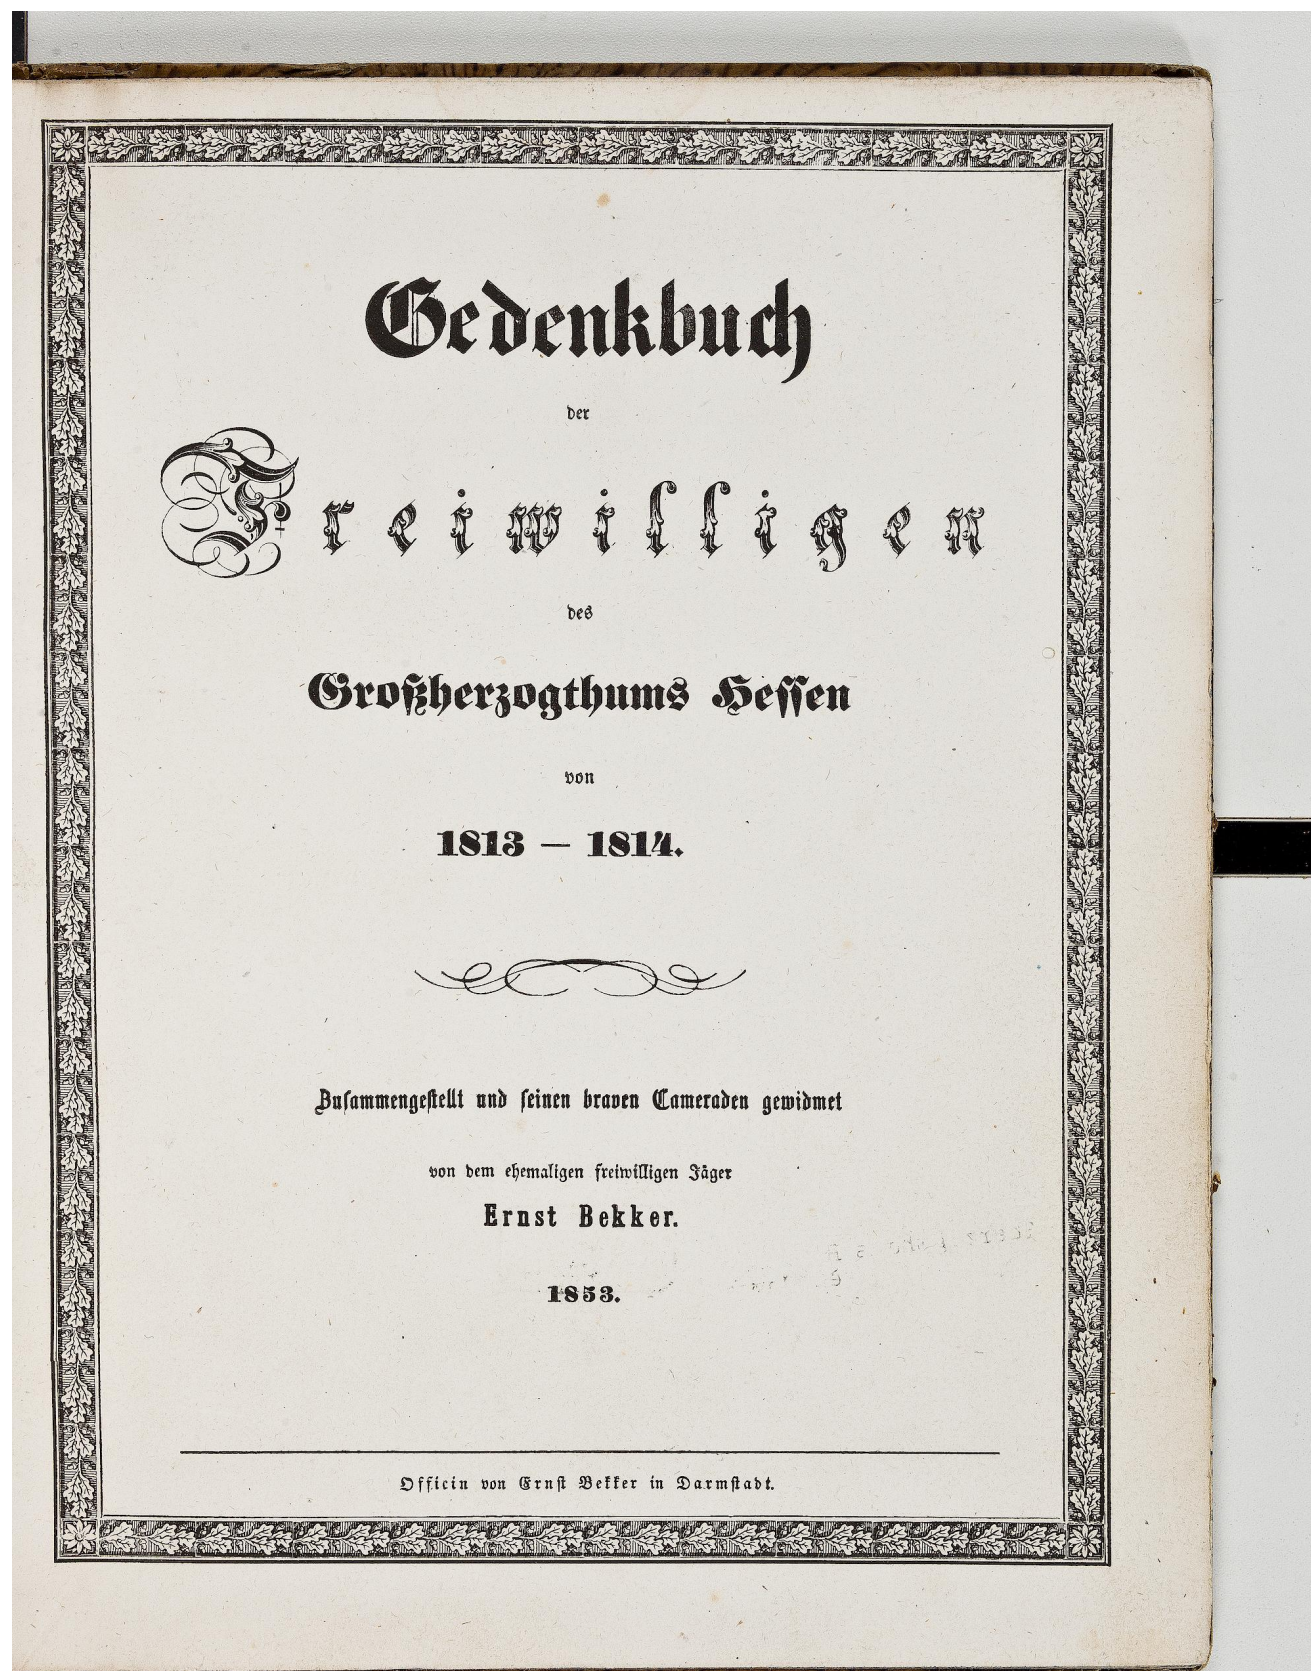 Gedenkbuch
der
Freiwilligen
des
Großherzogthums Hessen
von
1813 — 1814.
Zusammengestellt und seinen braven Cameraden gewidmet
von dem ehemaligen freiwilligen Jäger
Ernst Bekker.
1853.
Officin von Ernst Bekker in Darmstadt.